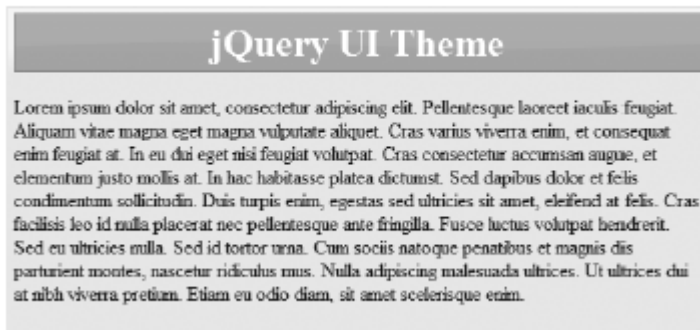 jQuery UI Theme
Lorem ipsum dolor sit amet, consectetur adipiscing elit. Pellentesque laoreet iaculis feugiat.
Aliquam vitae magna eget magna vulputate aliquet. Cras varius viverra enim, et consequat
enim feugiat at. In eu dui eget nisi feugiat volutpat. Cras consectetur accumsan augue, et
elementum justo mollis at. In hac habitasse platea dictumst. Sed dapibus dolor et felis
condimentum sollicitudin. Duis turpis enim, egestas sed ultricies sit amet, eleifend at felis. Cras
facilisis leo id nulla placerat nec pellentesque ante fringilla. Fusce luctus volutpat hendrerit.
Sed eu ultricies nulla. Sed id tortor urna. Cum sociis natoque penatibus et magnis dis
parturient montes, nascetur ridiculus mus. Nulla adipiscing malesuada ultrices. Ut ultrices dui
at nibh viverra pretium. Etiam eu odio diam, sit amet scelerisque enim.